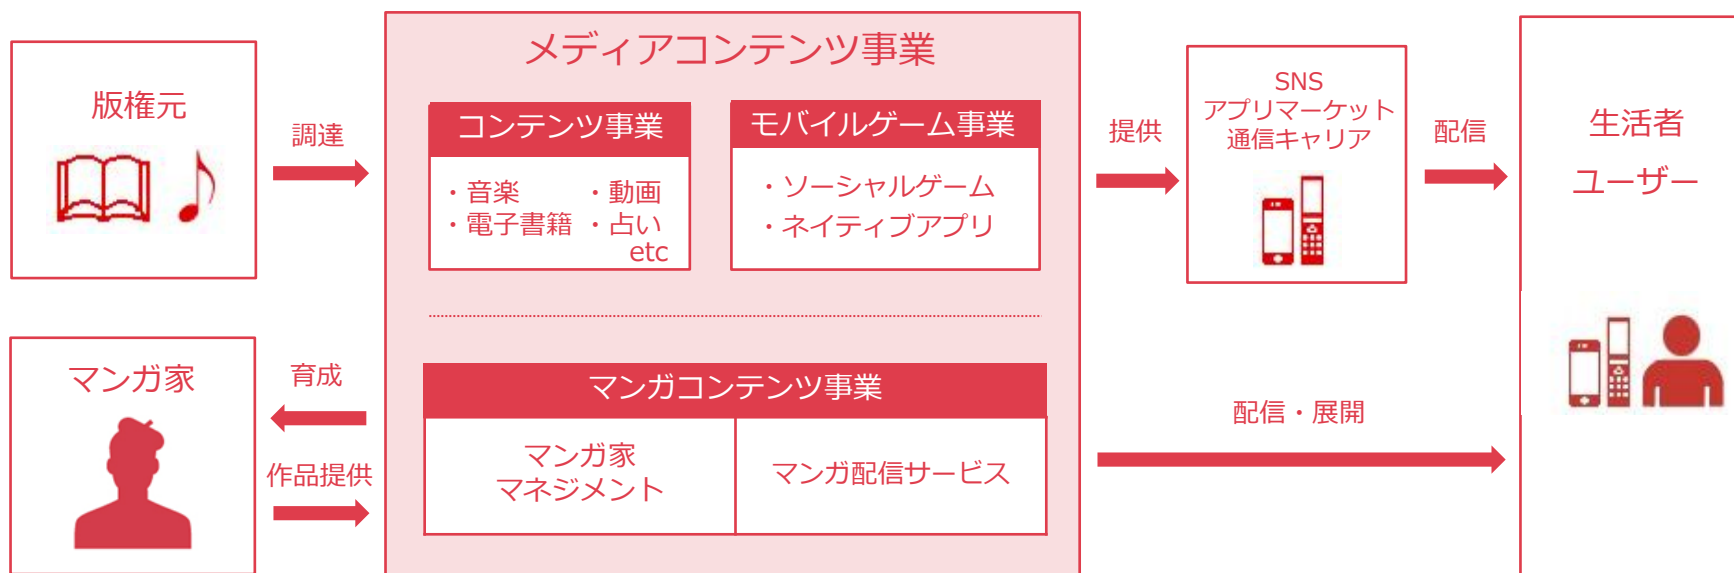 メディアコンテンツ事業
版権元
調達
コンテンツ事業
・音楽 ・動画
・電子書籍 ・占い
etc
モバイルゲーム事業
・ソーシャルゲーム
・ネイティブアプリ
提供
SNS
アプリマーケット
通信キャリア
配信
生活者
ユーザー
マンガ家
育成
作品提供
マンガコンテンツ事業
マンガ家
マネジメント
マンガ配信サービス
配信・展開